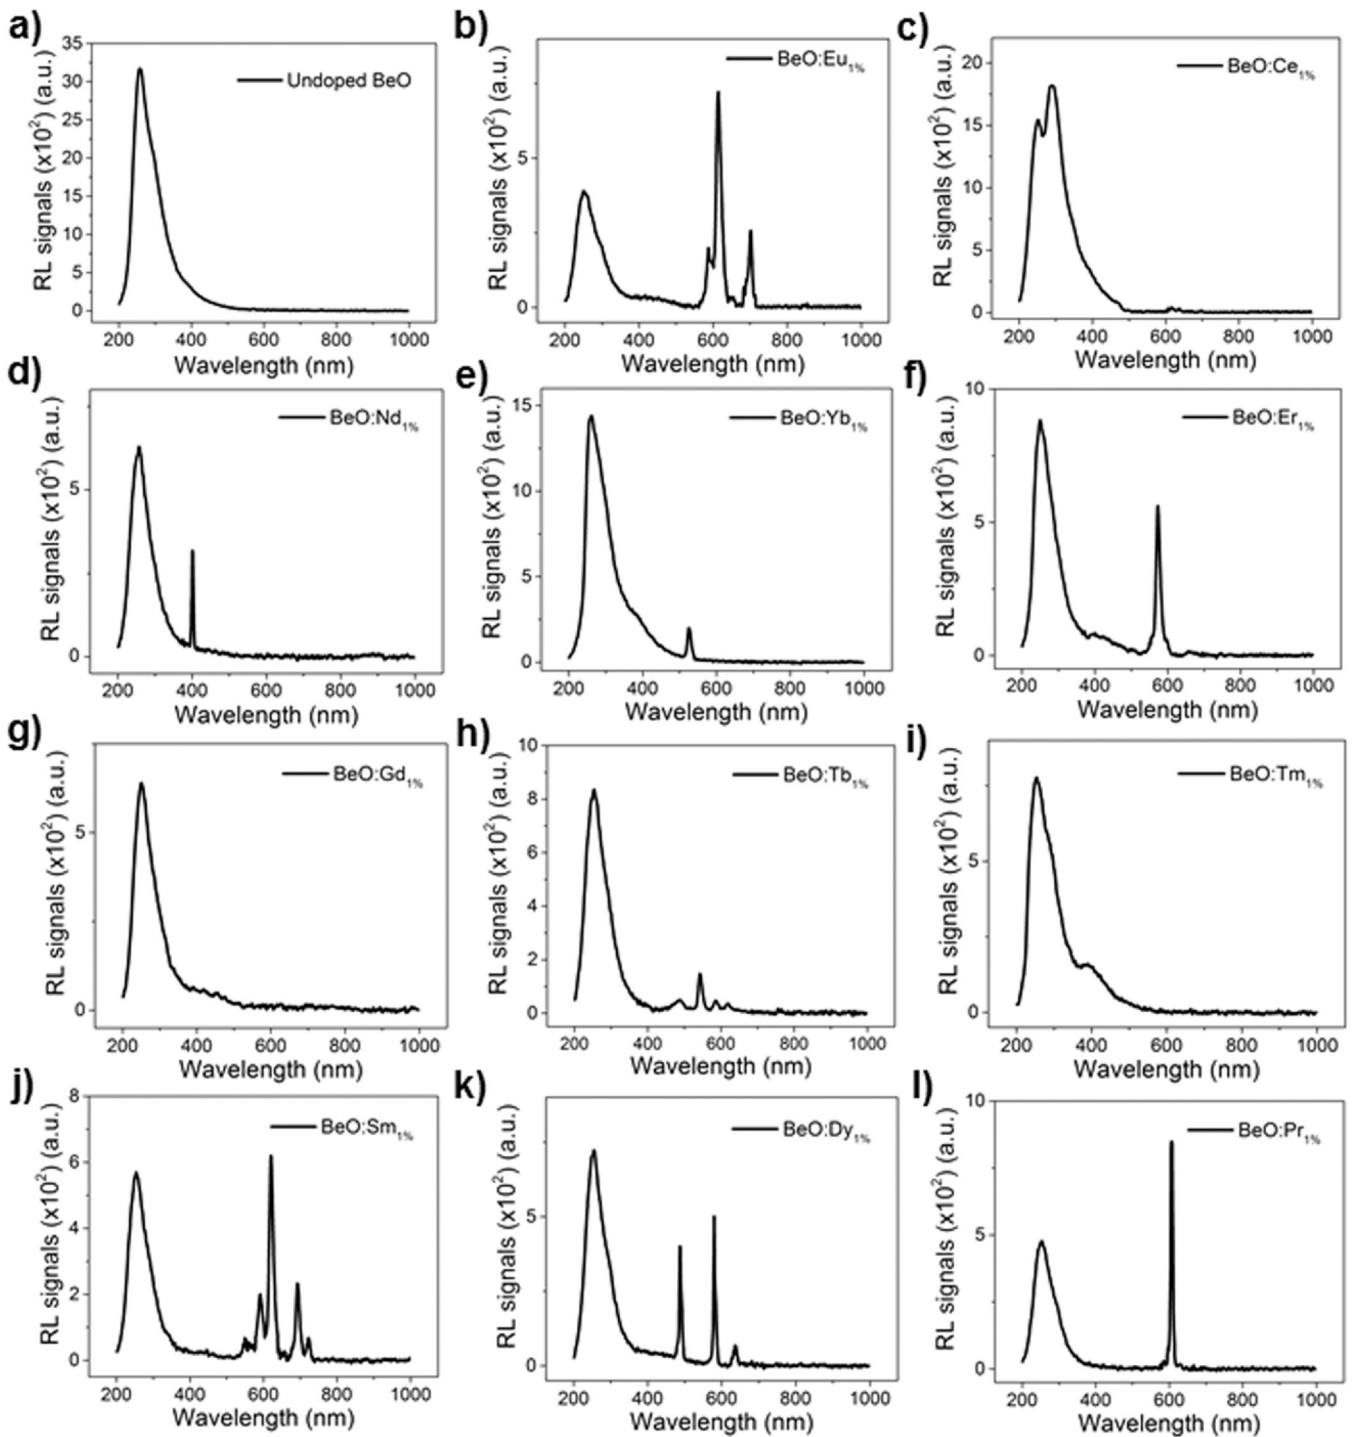 a)
RL signals (x10²) (a.u.)
35
30
25
20
15
10
5
0
Undoped BeO
200 400 600 800 1000
Wavelength (nm)
b)
RL signals (x10²) (a.u.)
5
0
BeO:Eu1%
200 400 600 800 1000
Wavelength (nm)
c)
RL signals (x10²) (a.u.)
20
15
10
5
0
BeO:Ce1%
200 400 600 800 1000
Wavelength (nm)
d)
RL signals (x10²) (a.u.)
5
0
BeO:Nd1%
200 400 600 800 1000
Wavelength (nm)
e)
RL signals (x10²) (a.u.)
15
10
5
0
BeO:Yb1%
200 400 600 800 1000
Wavelength (nm)
f)
RL signals (x10²) (a.u.)
10
5
0
BeO:Er1%
200 400 600 800 1000
Wavelength (nm)
g)
RL signals (x10²) (a.u.)
5
0
BeO:Gd1%
200 400 600 800 1000
Wavelength (nm)
h)
RL signals (x10²) (a.u.)
10
8
6
4
2
0
BeO:Tb1%
200 400 600 800 1000
Wavelength (nm)
i)
RL signals (x10²) (a.u.)
5
0
BeO:Tm1%
200 400 600 800 1000
Wavelength (nm)
j)
RL signals (x10²) (a.u.)
8
6
4
2
0
BeO:Sm1%
200 400 600 800 1000
Wavelength (nm)
k)
RL signals (x10²) (a.u.)
5
0
BeO:Dy1%
200 400 600 800 1000
Wavelength (nm)
l)
RL signals (x10²) (a.u.)
10
5
0
BeO:Pr1%
200 400 600 800 1000
Wavelength (nm)